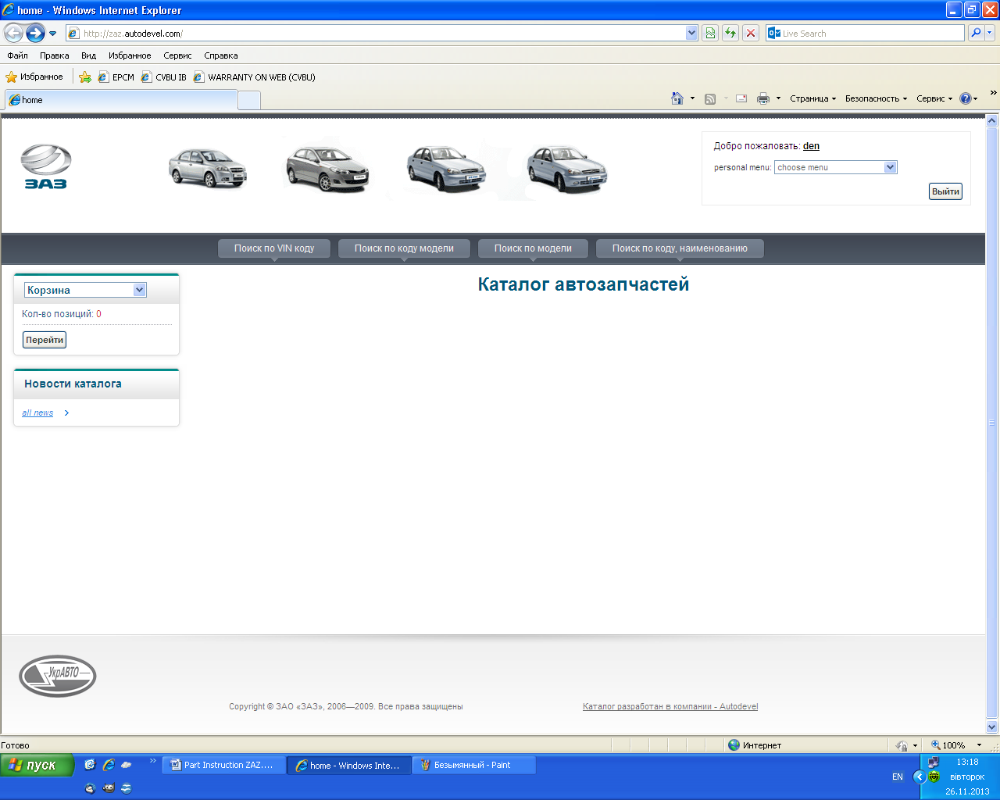 home - Windows Internet Explorer
http://zaz.autodevel.com/
Live Search
Файл Правка Вид Избранное Сервис Справка
Избранное EPCM CVBU IB WARRANTY ON WEB (CVBU)
home
Страница Безопасность Сервис
ЗАЗ
Добро пожаловать: den
personal menu: choose menu
Выйти
Поиск по VIN коду Поиск по коду модели Поиск по модели Поиск по коду, наименованию
Корзина
Кол-во позиций: 0
Перейти
Новости каталога
all news
Каталог автозапчастей
УкрАВТО
Copyright © ЗАО «ЗАЗ», 2006—2009. Все права защищены
Каталог разработан в компании - Autodevel
Готово Интернет 100%
пуск Part Instruction ZAZ.... home - Windows Inte... Безымянный - Paint
EN
13:18
вівторок
26.11.2013